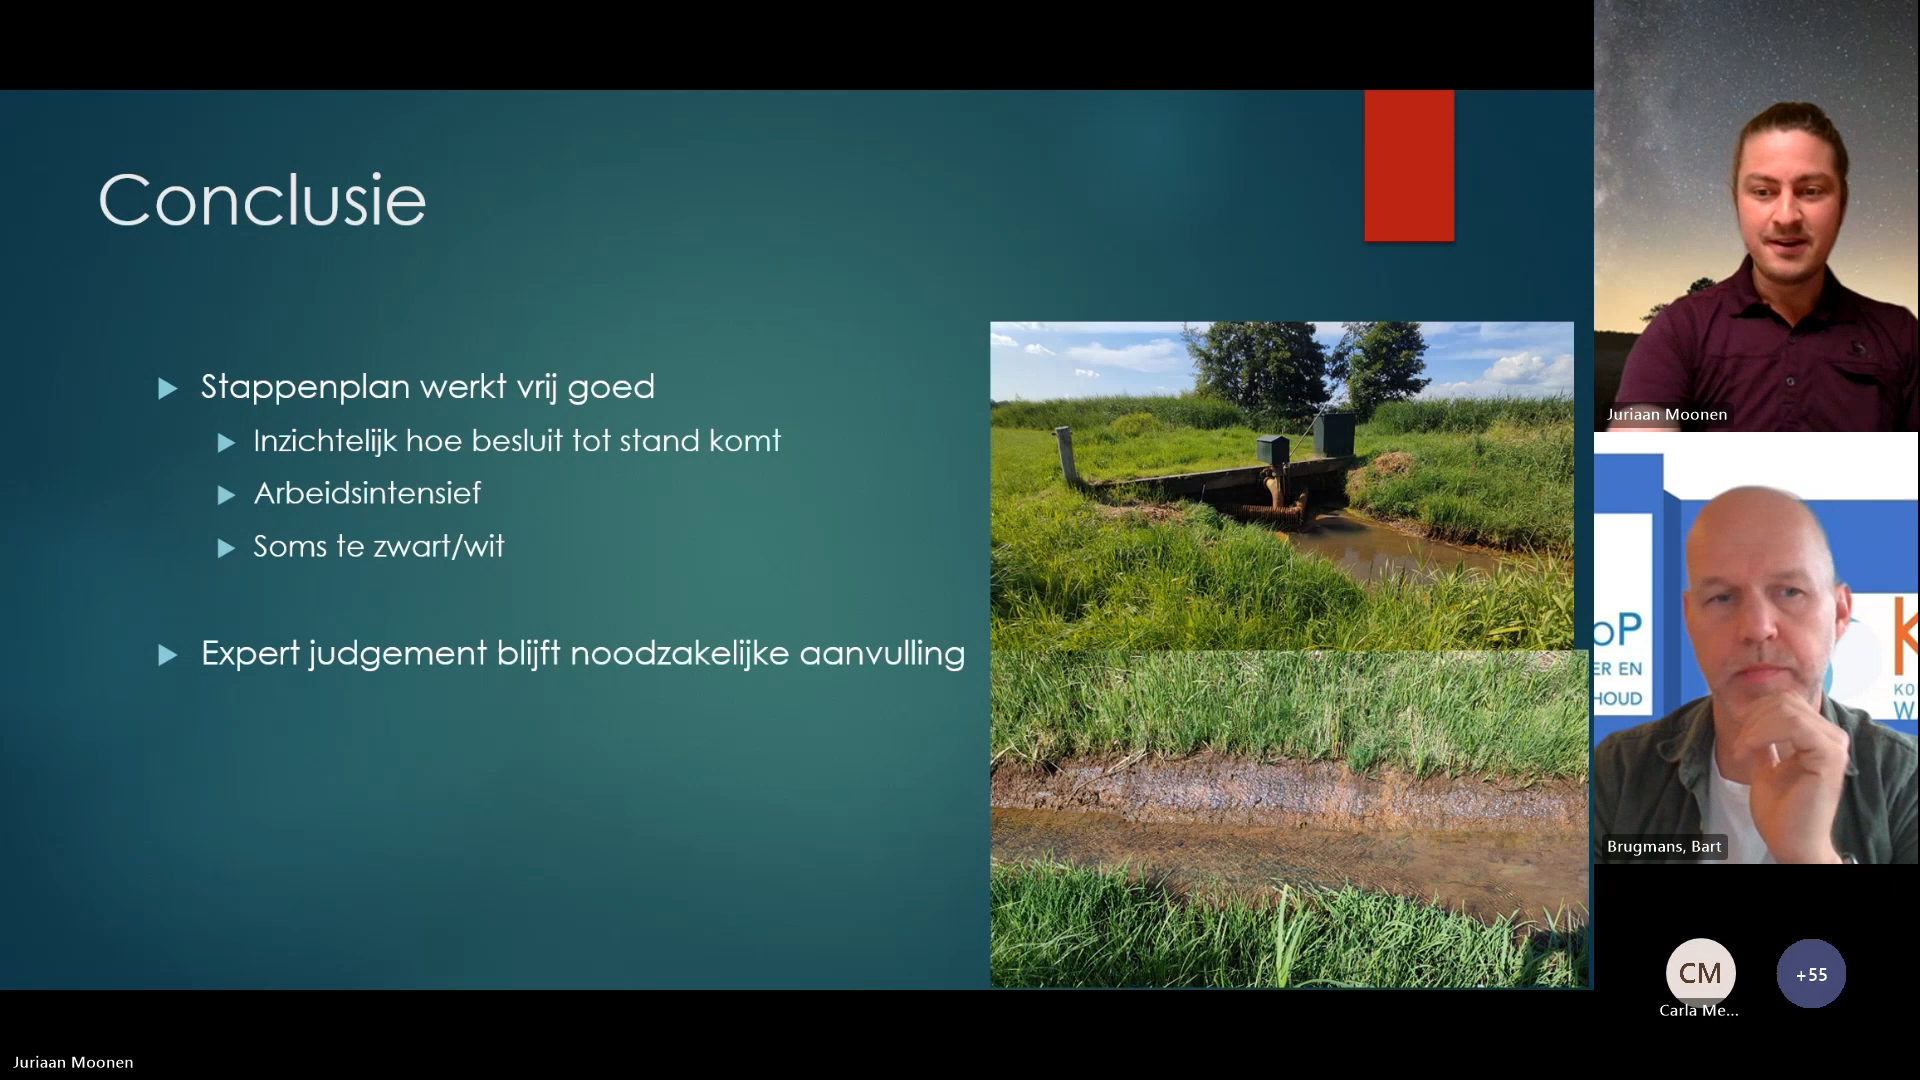 Conclusie
Stappenplan werkt vrij goed
Inzichtelijk hoe besluit tot stand komt
Arbeidsintensief
Soms te zwart/wit
Expert judgement blijft noodzakelijke aanvulling
Juriaan Moonen
oP
ER EN
HOUD
K
KO
W
Brugmans, Bart
CM
+55
Carla Me...
Juriaan Moonen